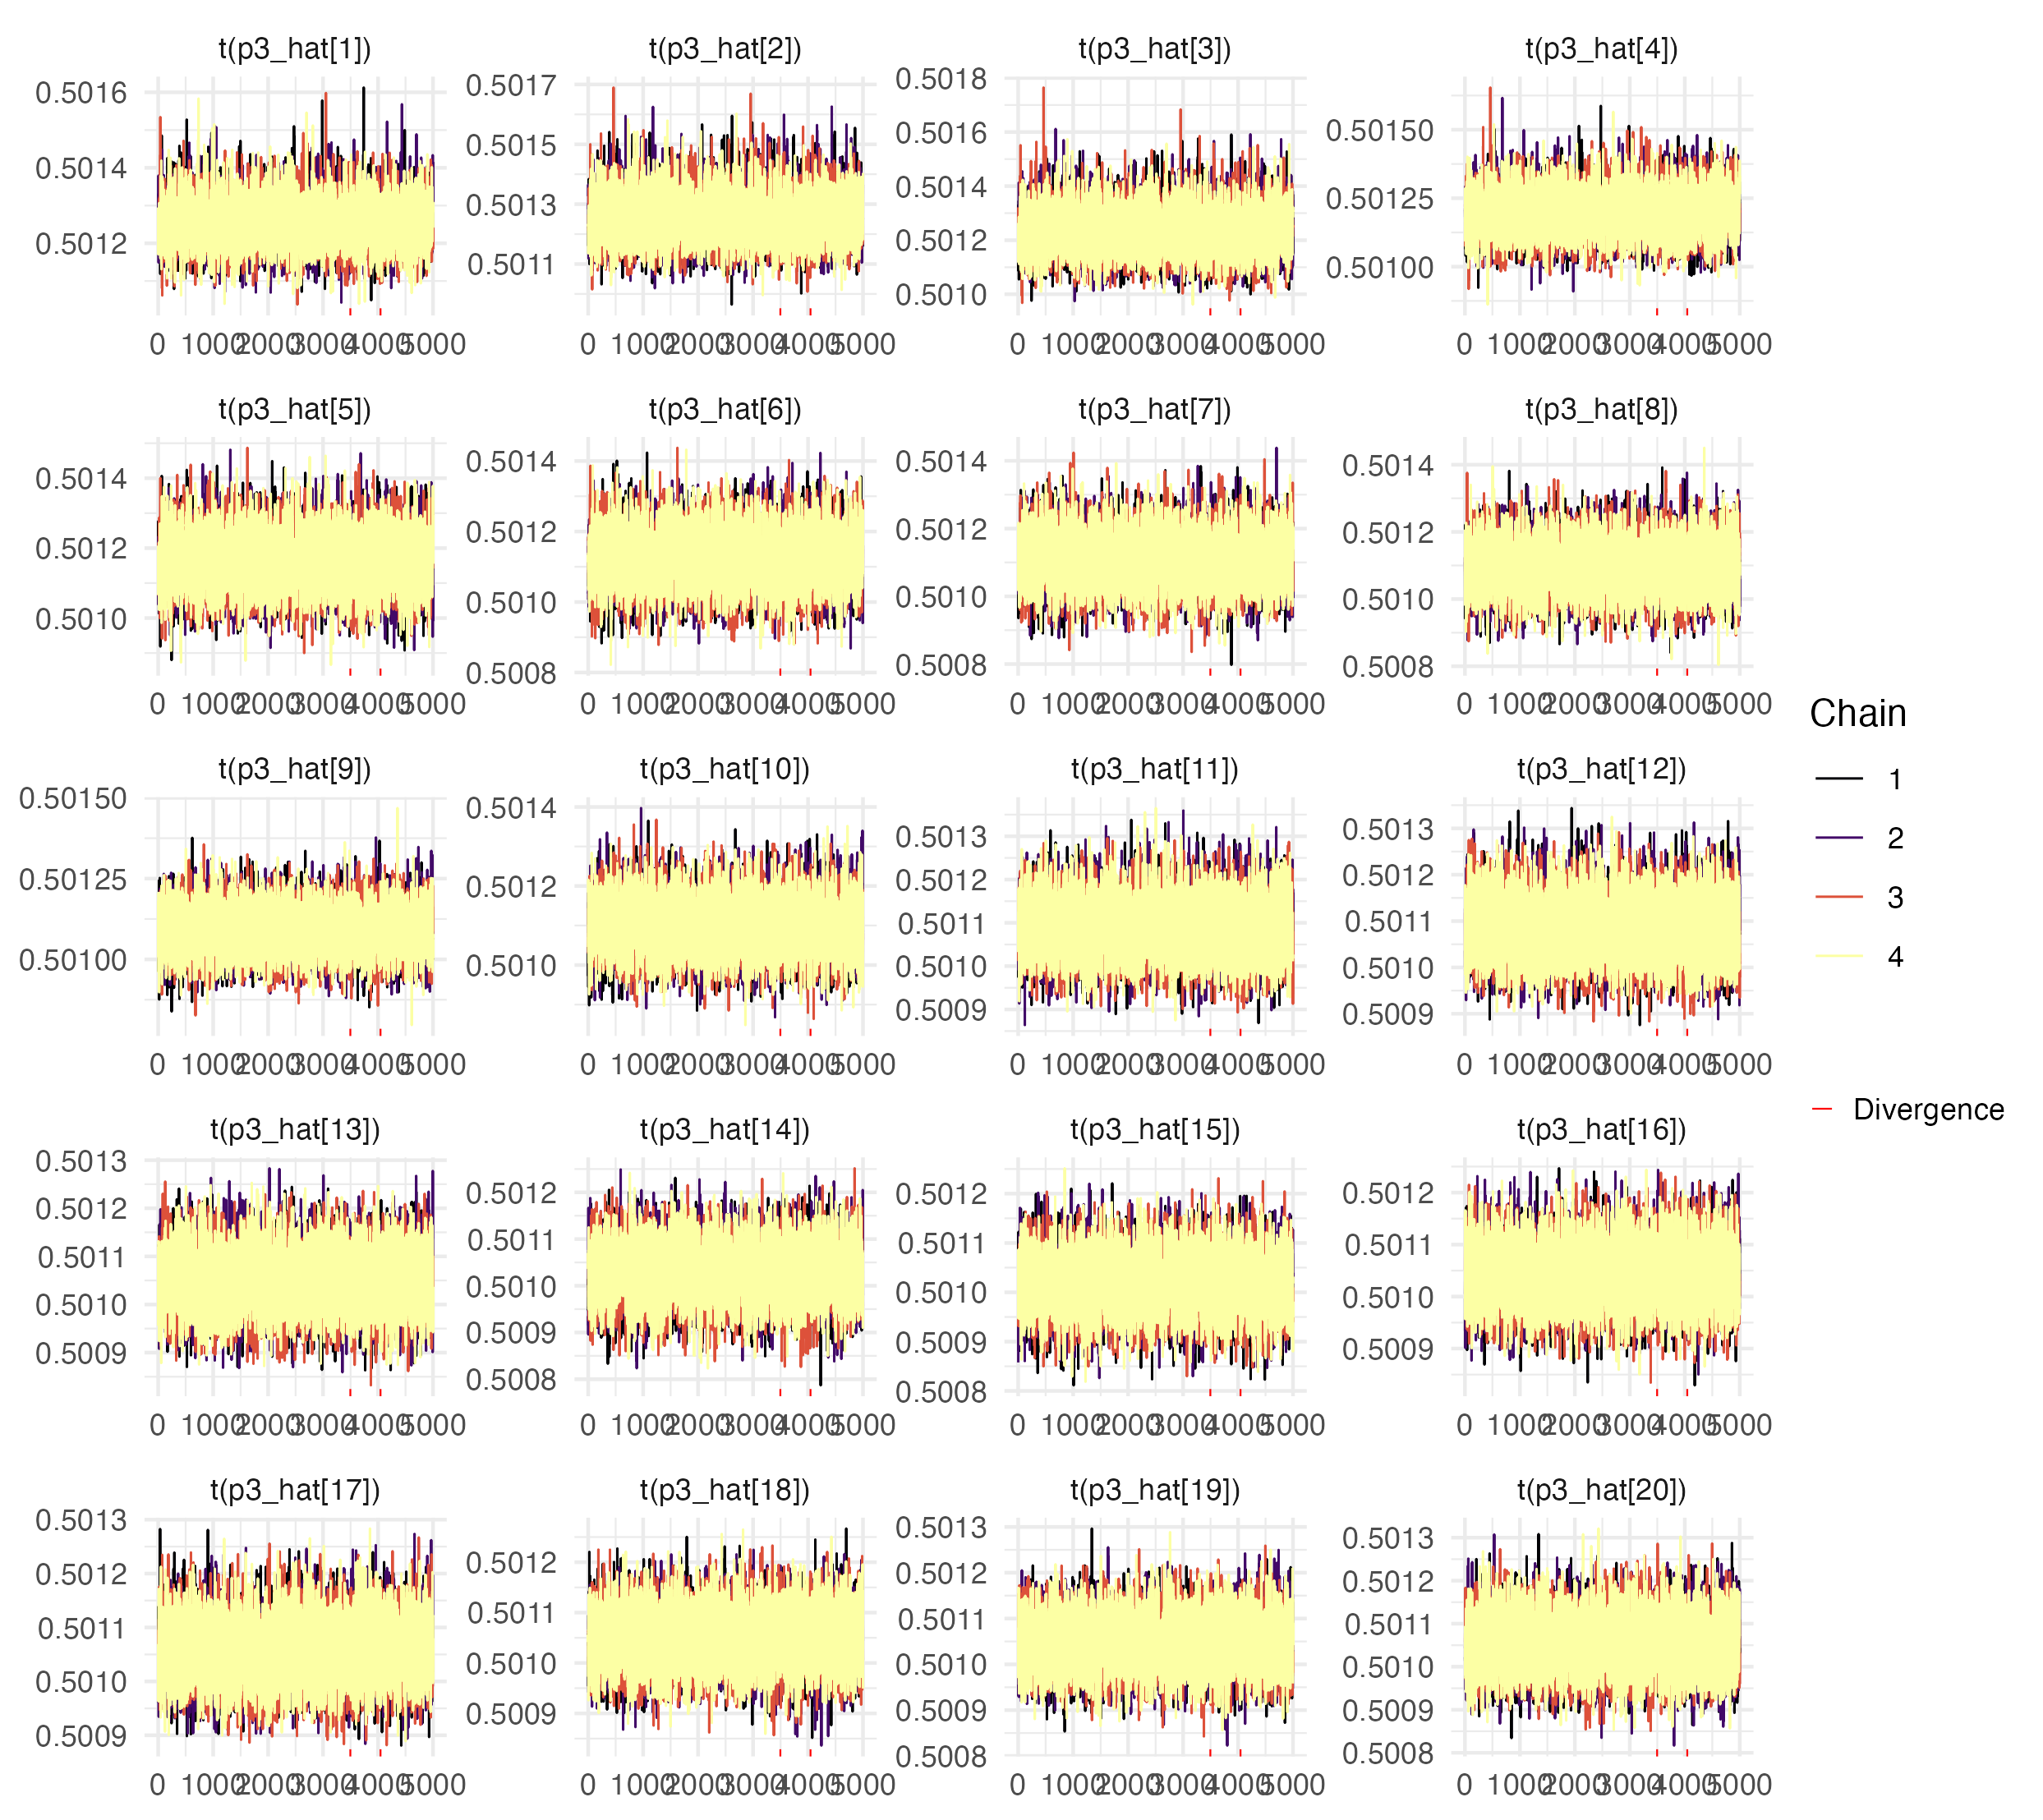 t(p3_hat[1]) t(p3_hat[2]) t(p3_hat[3]) t(p3_hat[4])
0.5016 0.5014 0.5012
0.5017 0.5015 0.5013 0.5011
0.5018 0.5016 0.5014 0.5012 0.5010
0.50150 0.50125 0.50100
0 1000 2000 3000 4000 5000 0 1000 2000 3000 4000 5000 0 1000 2000 3000 4000 5000 0 1000 2000 3000 4000 5000
t(p3_hat[5]) t(p3_hat[6]) t(p3_hat[7]) t(p3_hat[8])
0.5014 0.5012 0.5010
0.5014 0.5012 0.5010 0.5008
0.5014 0.5012 0.5010 0.5008
0.5014 0.5012 0.5010 0.5008
0 1000 2000 3000 4000 5000 0 1000 2000 3000 4000 5000 0 1000 2000 3000 4000 5000 0 1000 2000 3000 4000 5000
t(p3_hat[9]) t(p3_hat[10]) t(p3_hat[11]) t(p3_hat[12])
0.50150 0.50125 0.50100
0.5014 0.5012 0.5010
0.5013 0.5012 0.5011 0.5010 0.5009
0.5013 0.5012 0.5011 0.5010 0.5009
0 1000 2000 3000 4000 5000 0 1000 2000 3000 4000 5000 0 1000 2000 3000 4000 5000 0 1000 2000 3000 4000 5000
t(p3_hat[13]) t(p3_hat[14]) t(p3_hat[15]) t(p3_hat[16])
0.5013 0.5012 0.5011 0.5010 0.5009
0.5012 0.5011 0.5010 0.5009 0.5008
0.5012 0.5011 0.5010 0.5009 0.5008
0.5012 0.5011 0.5010 0.5009
0 1000 2000 3000 4000 5000 0 1000 2000 3000 4000 5000 0 1000 2000 3000 4000 5000 0 1000 2000 3000 4000 5000
t(p3_hat[17]) t(p3_hat[18]) t(p3_hat[19]) t(p3_hat[20])
0.5013 0.5012 0.5011 0.5010 0.5009
0.5012 0.5011 0.5010 0.5009
0.5013 0.5012 0.5011 0.5010 0.5009 0.5008
0.5013 0.5012 0.5011 0.5010 0.5009 0.5008
0 1000 2000 3000 4000 5000 0 1000 2000 3000 4000 5000 0 1000 2000 3000 4000 5000 0 1000 2000 3000 4000 5000
Chain
1
2
3
4
Divergence